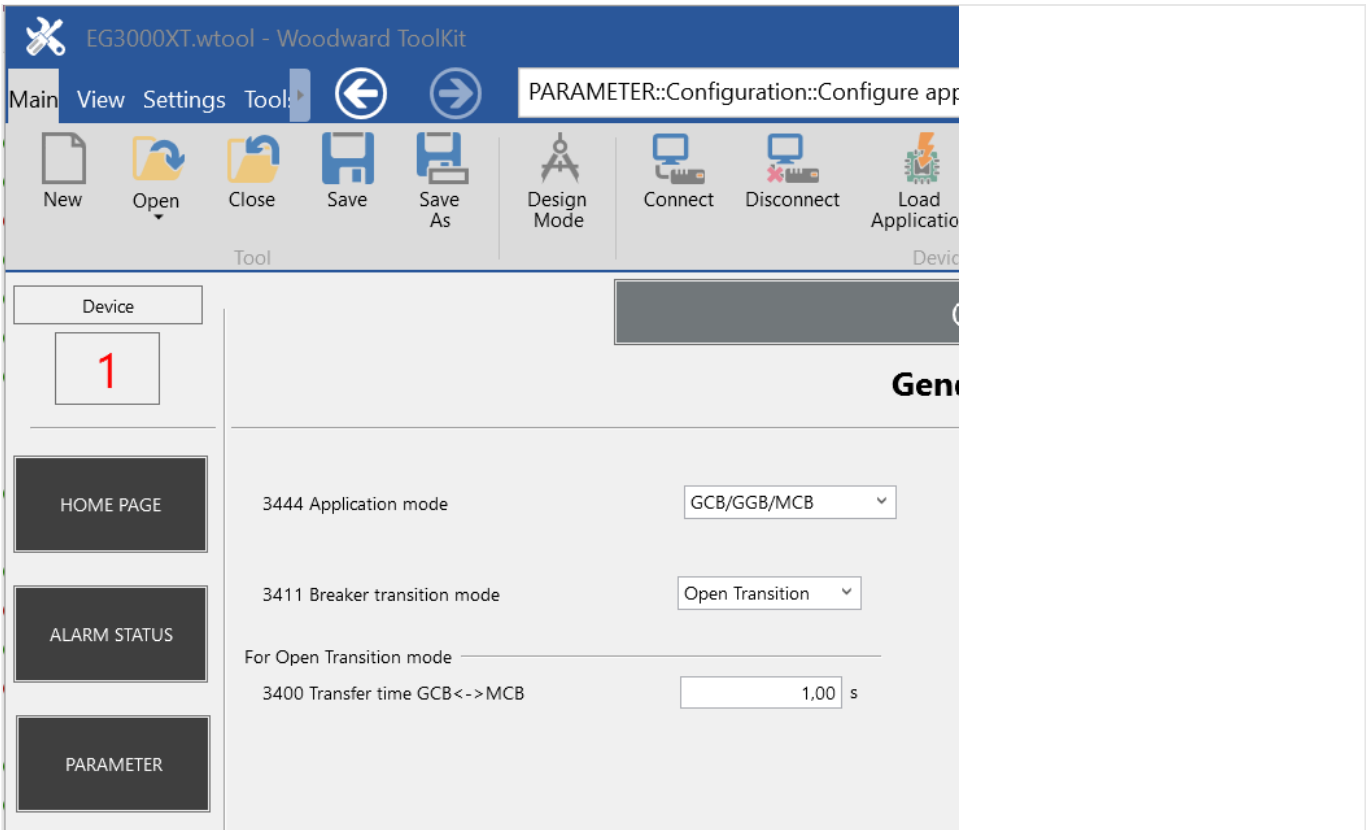 EG3000XT.wtool - Woodward ToolKit
Main View Settings Tool
PARAMETER::Configuration::Configure app
New
Open
Close
Save
Save
As
Design
Mode
Connect
Disconnect
Load
Applicatio
Tool
Devic
Device
1
Gene
HOME PAGE
3444 Application mode
GCB/GGB/MCB
3411 Breaker transition mode
Open Transition
ALARM STATUS
For Open Transition mode
3400 Transfer time GCB<->MCB
1,00 s
PARAMETER